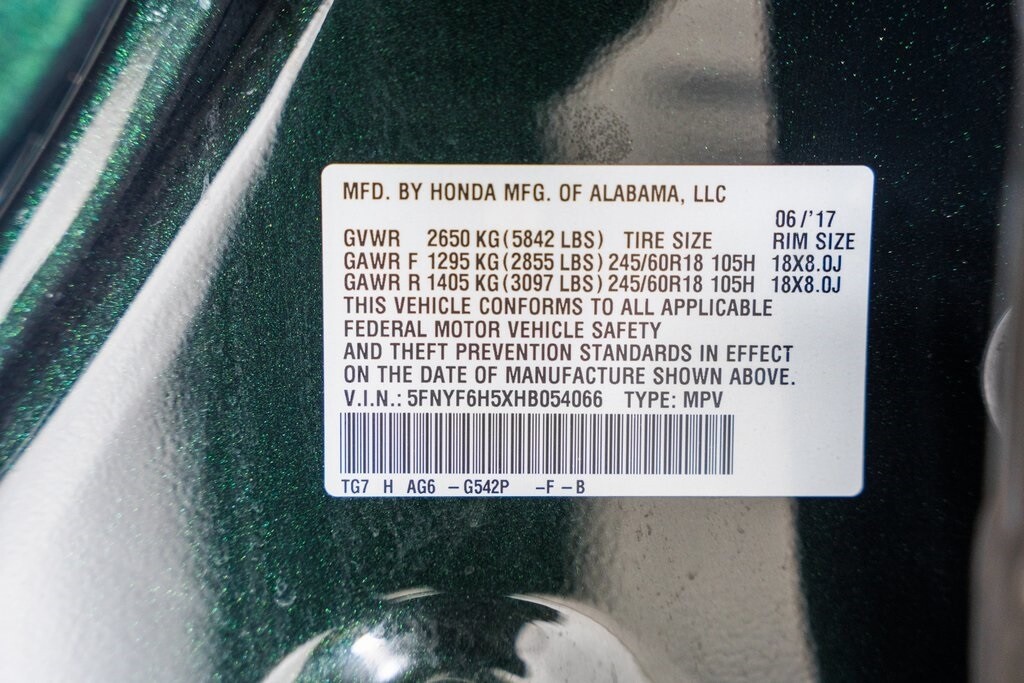 MFD. BY HONDA MFG. OF ALABAMA, LLC
06/'17
GVWR 2650 KG (5842 LBS) TIRE SIZE RIM SIZE
GAWR F 1295 KG (2855 LBS) 245/60R18 105H 18X8.0J
GAWR R 1405 KG (3097 LBS) 245/60R18 105H 18X8.0J
THIS VEHICLE CONFORMS TO ALL APPLICABLE
FEDERAL MOTOR VEHICLE SAFETY
AND THEFT PREVENTION STANDARDS IN EFFECT
ON THE DATE OF MANUFACTURE SHOWN ABOVE.
V.I.N.: 5FNYF6H5XHB054066 TYPE: MPV
TG7 H AG6 – G542P –F –B